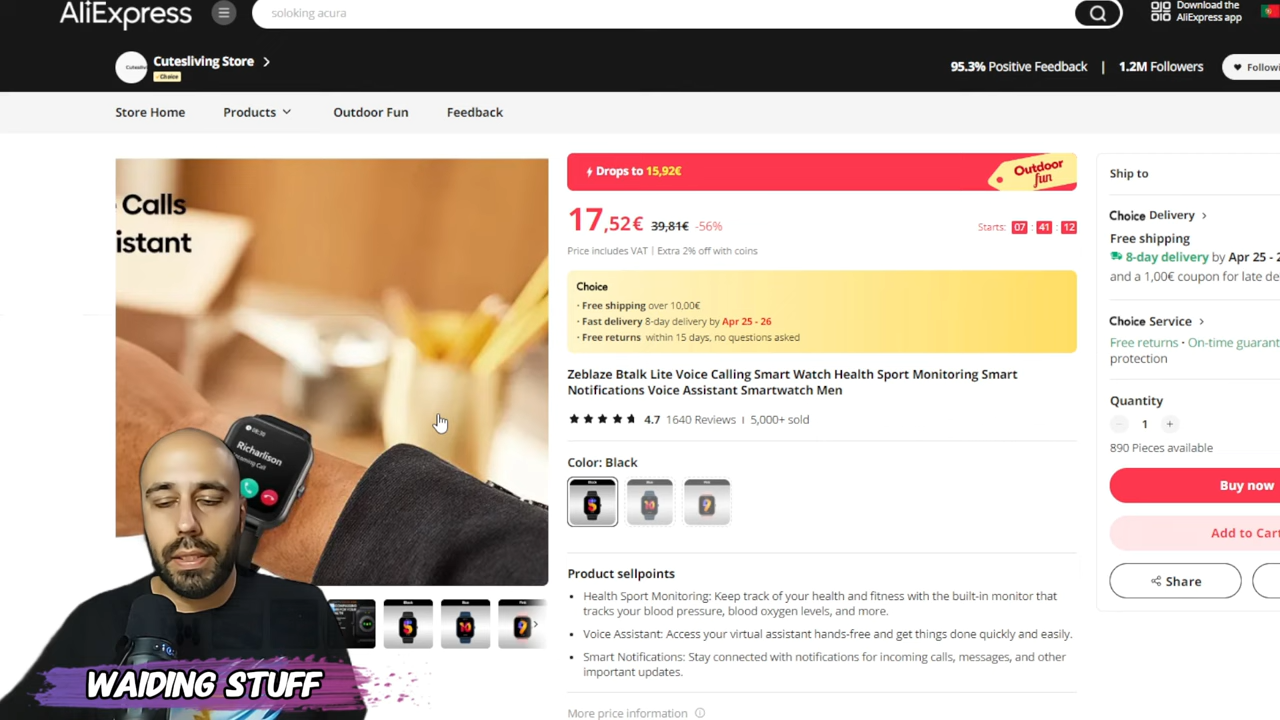 AliExpress
soloking acura
Download the
AliExpress app
Cutesliving Store
Choice
95.3% Positive Feedback | 1.2M Followers
Followi
Store Home
Products
Outdoor Fun
Feedback
Calls
istant
Drops to 15,92€
Outdoor
fun
17,52€ 39,81€ -56%
Starts: 07 : 41 : 12
Price includes VAT | Extra 2% off with coins
Choice
· Free shipping over 10,00€
· Fast delivery 8-day delivery by Apr 25 - 26
· Free returns within 15 days, no questions asked
Zeblaze Btalk Lite Voice Calling Smart Watch Health Sport Monitoring Smart
Notifications Voice Assistant Smartwatch Men
4.7 1640 Reviews | 5,000+ sold
Color: Black
Product sellpoints
• Health Sport Monitoring: Keep track of your health and fitness with the built-in monitor that
tracks your blood pressure, blood oxygen levels, and more.
• Voice Assistant: Access your virtual assistant hands-free and get things done quickly and easily.
• Smart Notifications: Stay connected with notifications for incoming calls, messages, and other
important updates.
More price information
Ship to
Choice Delivery
Free shipping
8-day delivery by Apr 25 - 2
and a 1,00€ coupon for late de
Choice Service
Free returns · On-time guarant
protection
Quantity
1
890 Pieces available
Buy now
Add to Cart
Share
08:30
Richarlison
Incoming Call
WAIDING STUFF